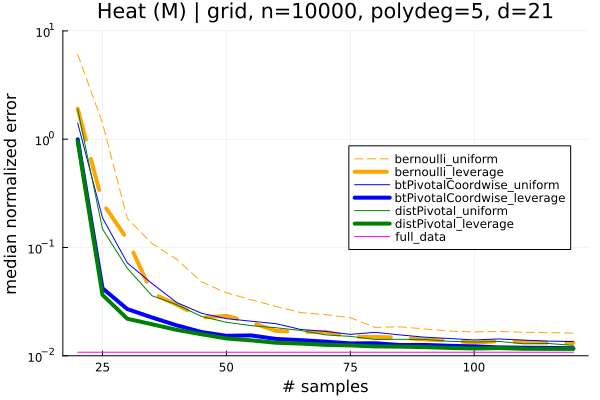 Heat (M) | grid, n=10000, polydeg=5, d=21
median normalized error
10^1
10^0
10^-1
10^-2
bernoulli_uniform
bernoulli_leverage
btPivotalCoordwise_uniform
btPivotalCoordwise_leverage
distPivotal_uniform
distPivotal_leverage
full_data
25 50 75 100
# samples